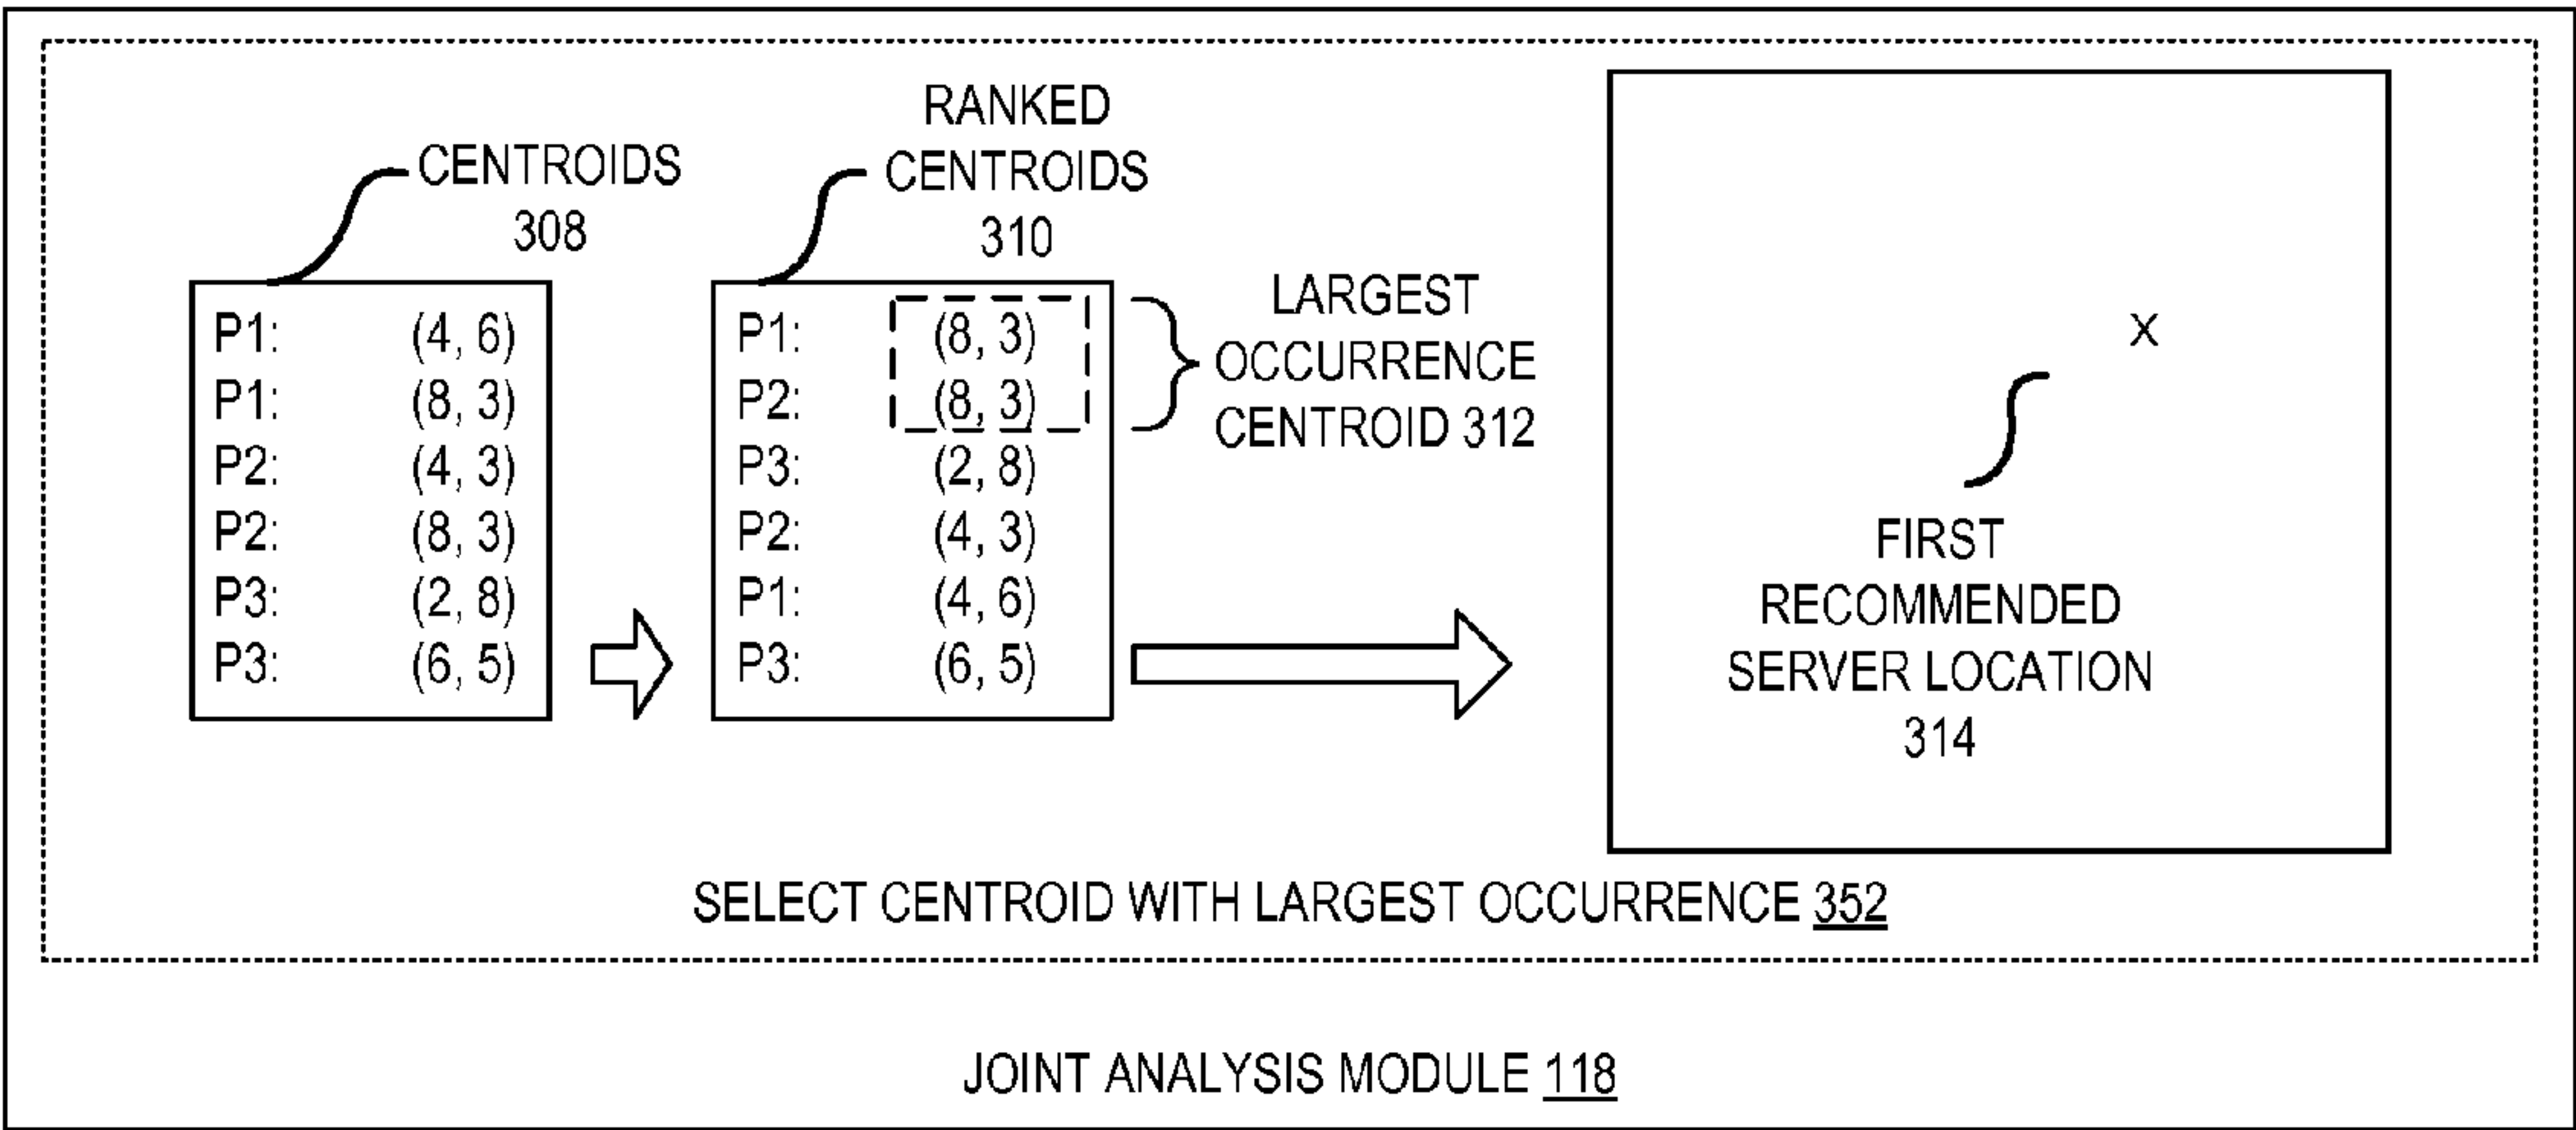 CENTROIDS
308
P1: (4, 6)
P1: (8, 3)
P2: (4, 3)
P2: (8, 3)
P3: (2, 8)
P3: (6, 5)
RANKED
CENTROIDS
310
P1: (8, 3)
P2: (8, 3)
P3: (2, 8)
P2: (4, 3)
P1: (4, 6)
P3: (6, 5)
LARGEST
OCCURRENCE
CENTROID 312
X
FIRST
RECOMMENDED
SERVER LOCATION
314
SELECT CENTROID WITH LARGEST OCCURRENCE 352
JOINT ANALYSIS MODULE 118